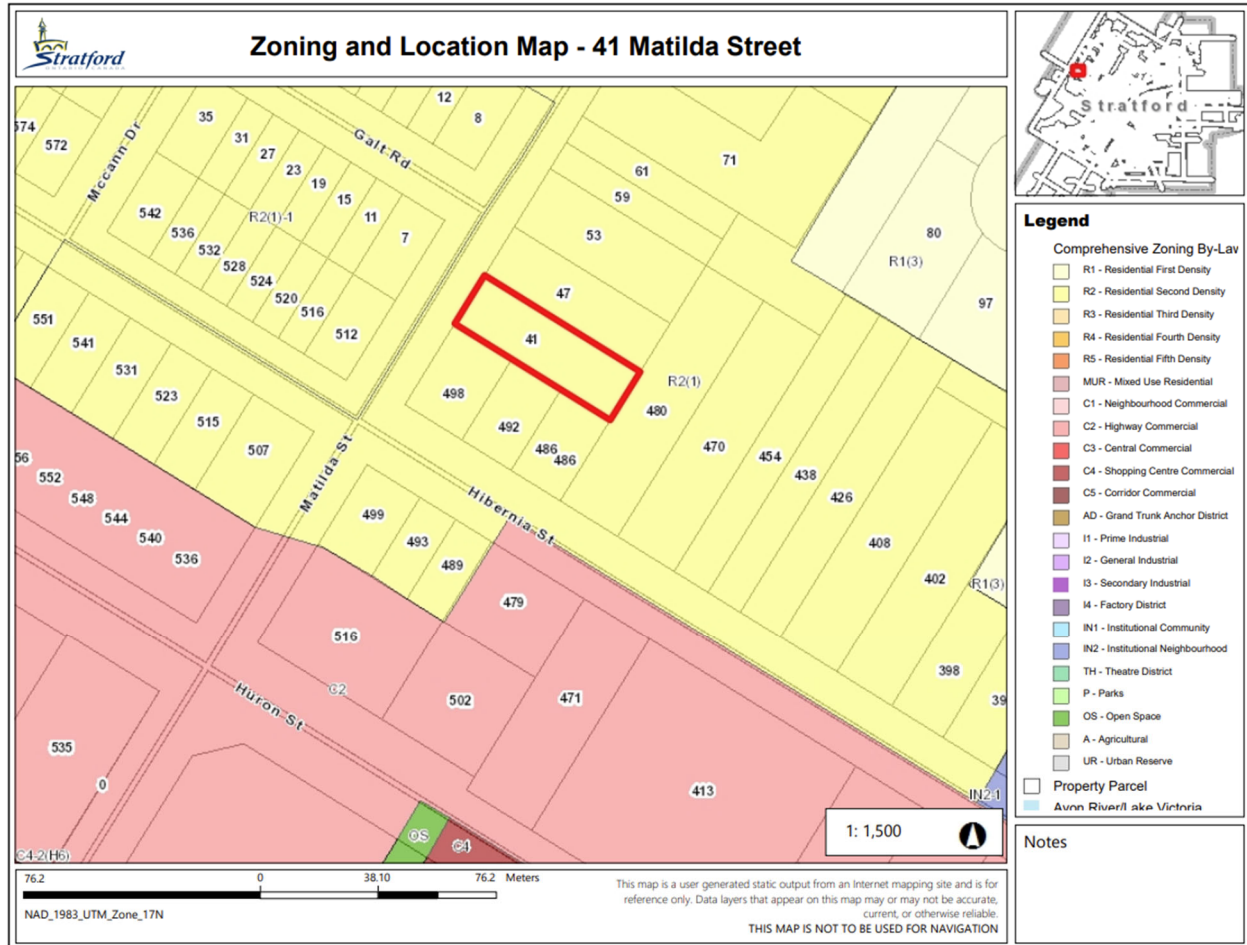 Stratford
ONTARIO CANADA
Zoning and Location Map - 41 Matilda Street
Stratford
12
8
574
572
Mccann Dr
35
31
27
23
19
15
11
7
Galt Rd
R2(1)-1
542
536
532
528
524
520
516
512
61
71
59
53
47
41
80
R1(3)
97
551
541
531
523
515
507
498
492
486
486
R2(1)
480
470
454
438
426
408
402
R1(3)
398
39
Matilda St
Hibernia St
499
493
489
56
552
548
544
540
536
479
516
C2
502
471
413
Huron St
535
0
OS
C4
C4-2(H6)
IN2-1
1: 1,500
Legend
Comprehensive Zoning By-Law
R1 - Residential First Density
R2 - Residential Second Density
R3 - Residential Third Density
R4 - Residential Fourth Density
R5 - Residential Fifth Density
MUR - Mixed Use Residential
C1 - Neighbourhood Commercial
C2 - Highway Commercial
C3 - Central Commercial
C4 - Shopping Centre Commercial
C5 - Corridor Commercial
AD - Grand Trunk Anchor District
I1 - Prime Industrial
I2 - General Industrial
I3 - Secondary Industrial
I4 - Factory District
IN1 - Institutional Community
IN2 - Institutional Neighbourhood
TH - Theatre District
P - Parks
OS - Open Space
A - Agricultural
UR - Urban Reserve
Property Parcel
Avon River/Lake Victoria
Notes
76.2
0
38.10
76.2 Meters
NAD_1983_UTM_Zone_17N
This map is a user generated static output from an Internet mapping site and is for
reference only. Data layers that appear on this map may or may not be accurate,
current, or otherwise reliable.
THIS MAP IS NOT TO BE USED FOR NAVIGATION